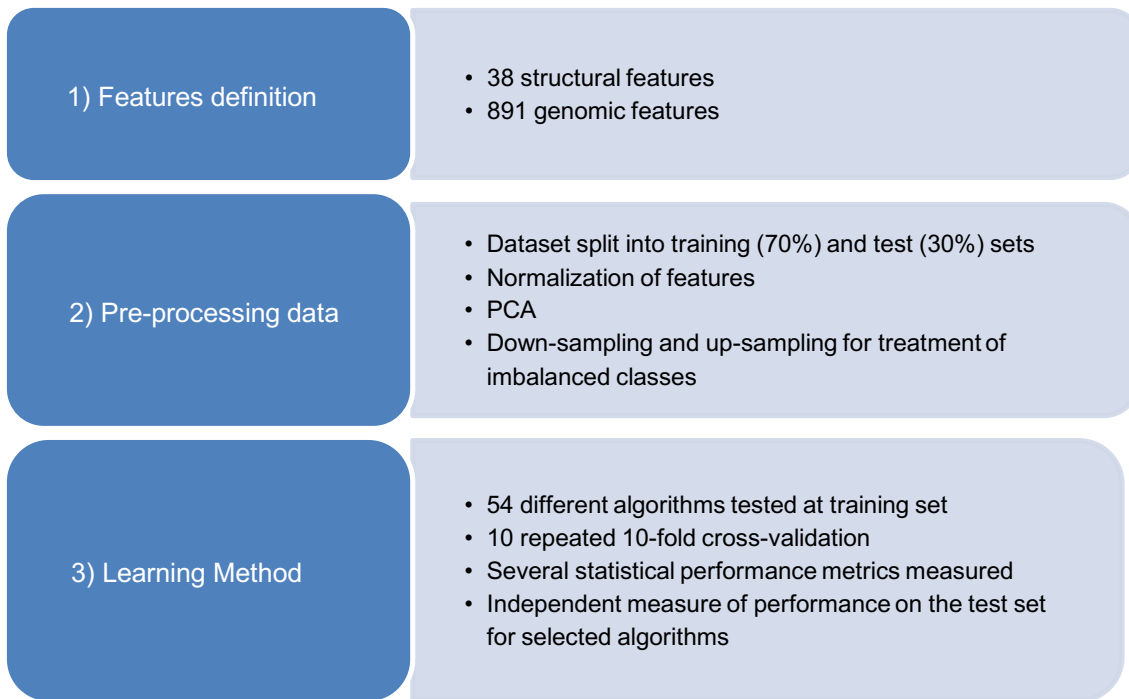 1) Features definition
• 38 structural features
• 891 genomic features
2) Pre-processing data
• Dataset split into training (70%) and test (30%) sets
• Normalization of features
• PCA
• Down-sampling and up-sampling for treatment of
imbalanced classes
3) Learning Method
• 54 different algorithms tested at training set
• 10 repeated 10-fold cross-validation
• Several statistical performance metrics measured
• Independent measure of performance on the test set
for selected algorithms